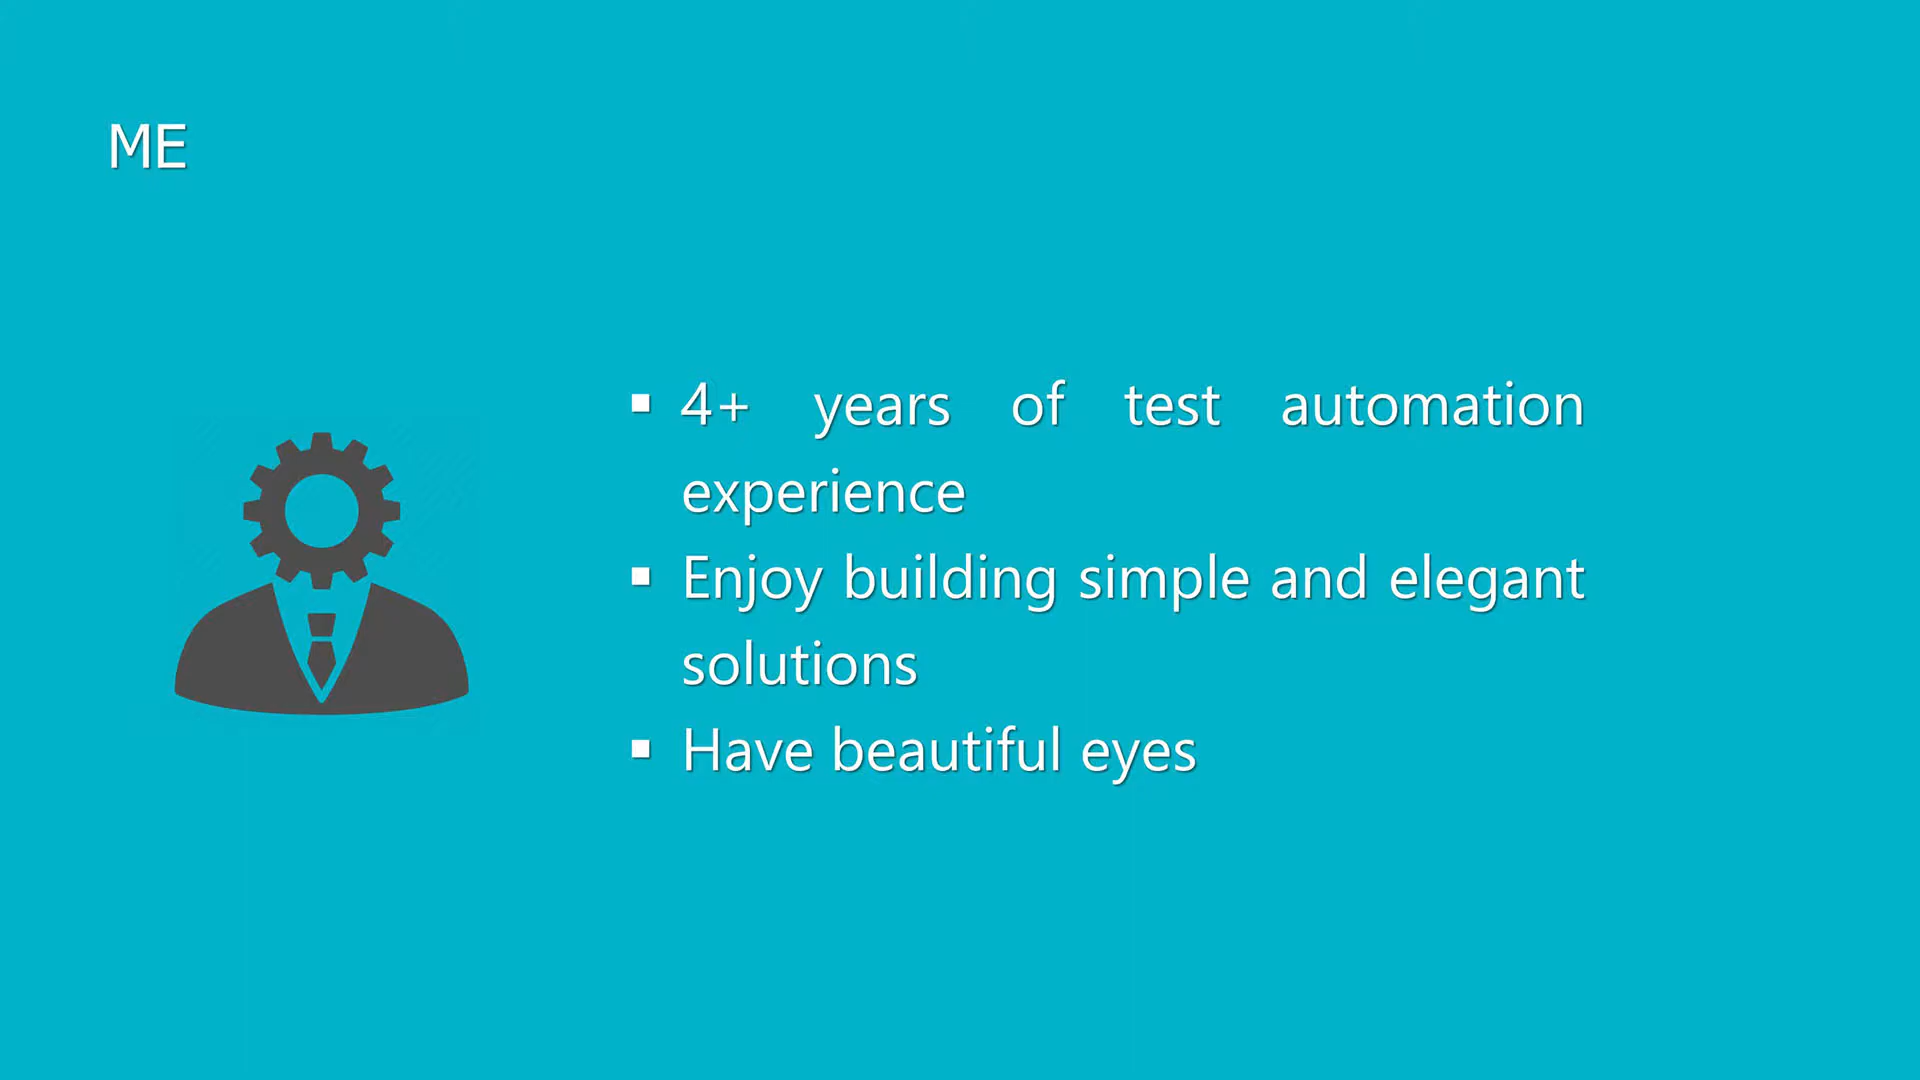 ME
▪ 4+ years of test automation
experience
▪ Enjoy building simple and elegant
solutions
▪ Have beautiful eyes